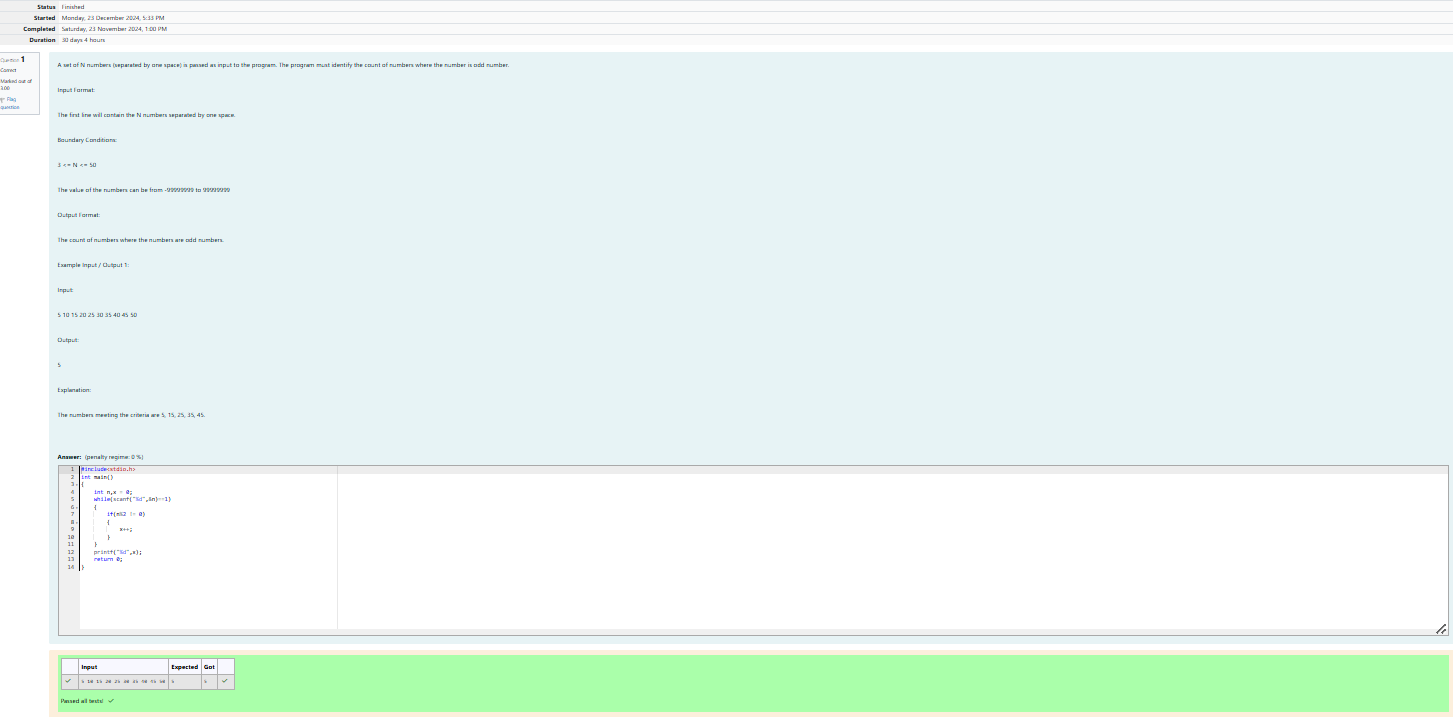 Status Finished
Started Monday, 23 December 2024, 5:33 PM
Completed Saturday, 23 November 2024, 1:00 PM
Duration 30 days 4 hours
Question 1
Correct
Marked out of
3.00
Flag
question
A set of N numbers (separated by one space) is passed as input to the program. The program must identify the count of numbers where the number is odd number.
Input Format:
The first line will contain the N numbers separated by one space.
Boundary Conditions:
3 <= N <= 50
The value of the numbers can be from -99999999 to 99999999
Output Format:
The count of numbers where the numbers are odd numbers.
Example Input / Output 1:
Input:
5 10 15 20 25 30 35 40 45 50
Output:
5
Explanation:
The numbers meeting the criteria are 5, 15, 25, 35, 45.
Answer: (penalty regime: 0 %)
1 #include<stdio.h>
2 int main()
3 {
4 int n,x = 0;
5 while(scanf("%d",&n)==1)
6 {
7 if(n%2 != 0)
8 {
9 x++;
10 }
11 }
12 printf("%d",x);
13 return 0;
14 }
Input Expected Got
5 10 15 20 25 30 35 40 45 50 5 5
Passed all tests!